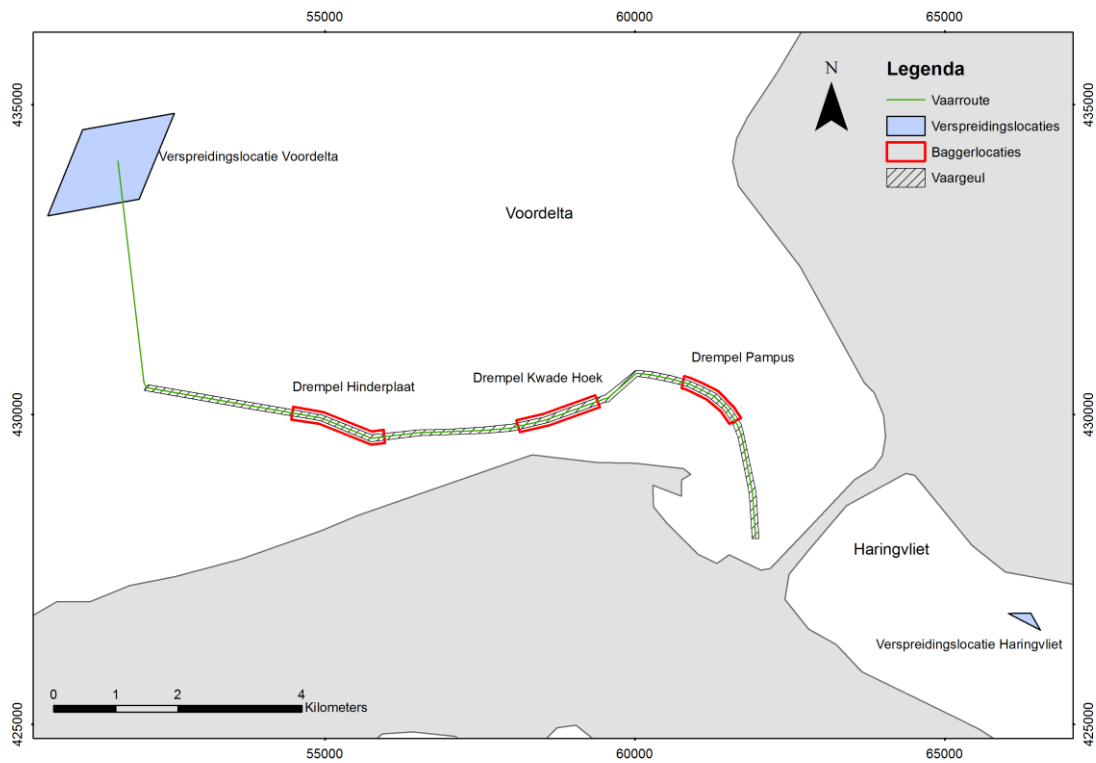 55000
60000
65000
435000
435000
N
Legenda
Vaarroute
Verspreidingslocaties
Baggerlocaties
Vaargeul
Verspreidingslocatie Voordelta
Voordelta
Drempel Pampus
Drempel Kwade Hoek
Drempel Hinderplaat
430000
430000
Haringvliet
Verspreidingslocatie Haringvliet
0
1
2
4
Kilometers
425000
425000
55000
60000
65000